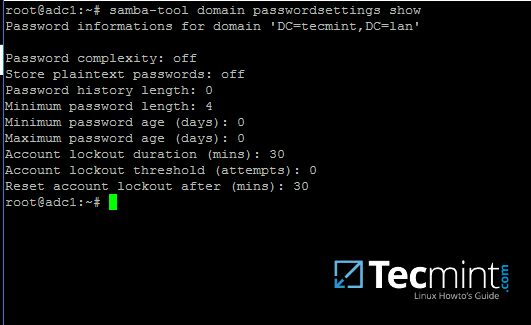 root@adc1:~# samba-tool domain passwordsettings show
Password informations for domain 'DC=tecmint,DC=lan'
Password complexity: off
Store plaintext passwords: off
Password history length: 0
Minimum password length: 4
Minimum password age (days): 0
Maximum password age (days): 0
Account lockout duration (mins): 30
Account lockout threshold (attempts): 0
Reset account lockout after (mins): 30
root@adc1:~#
Tecmint.com
Linux Howto's Guide